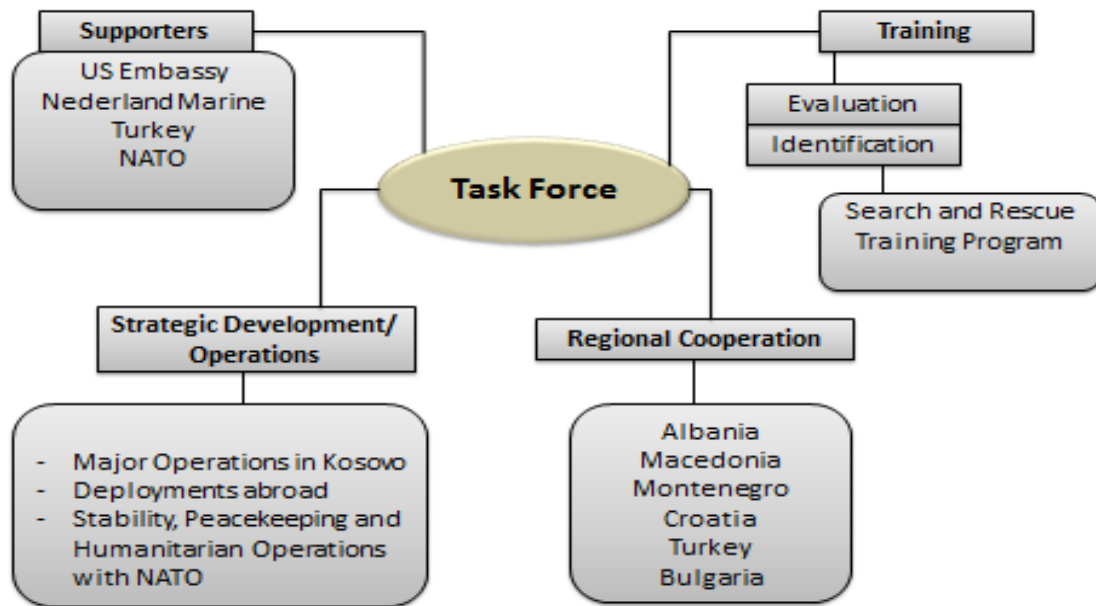 Supporters
US Embassy
Nederland Marine
Turkey
NATO
Training
Evaluation
Identification
Search and Rescue
Training Program
Task Force
Strategic Development/
Operations
- Major Operations in Kosovo
- Deployments abroad
- Stability, Peacekeeping and
Humanitarian Operations
with NATO
Regional Cooperation
Albania
Macedonia
Montenegro
Croatia
Turkey
Bulgaria